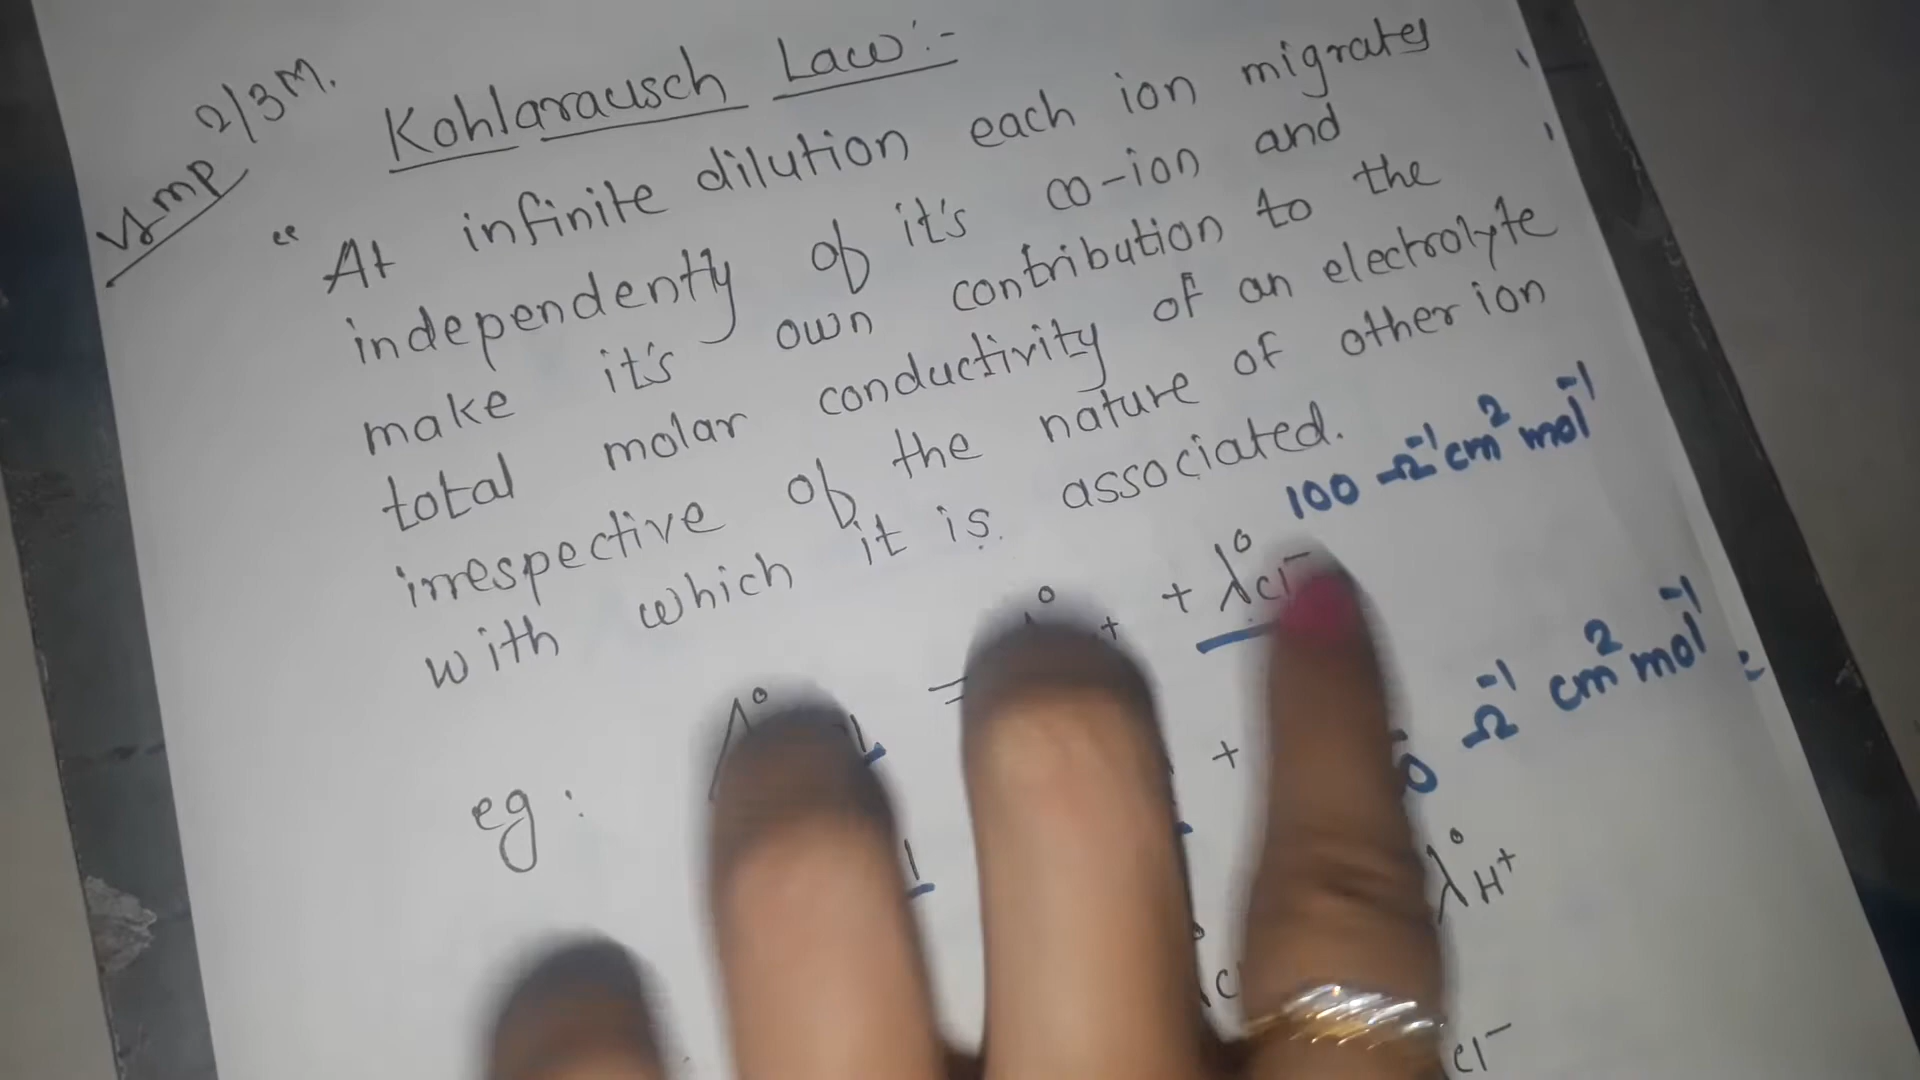 V.Imp 2/3M.
Kohlarausch Law:-
" At infinite dilution each ion migrates
independently of it's co-ion and
make it's own contribution to the
total molar conductivity of an electrolyte
irrespective of the nature of other ion
with which it is associated.
100 Ω⁻¹ cm² mol⁻¹
Λ° = + λ°Cl⁻
eg: + Ω⁻¹ cm² mol⁻¹
λ°H⁺
Cl⁻